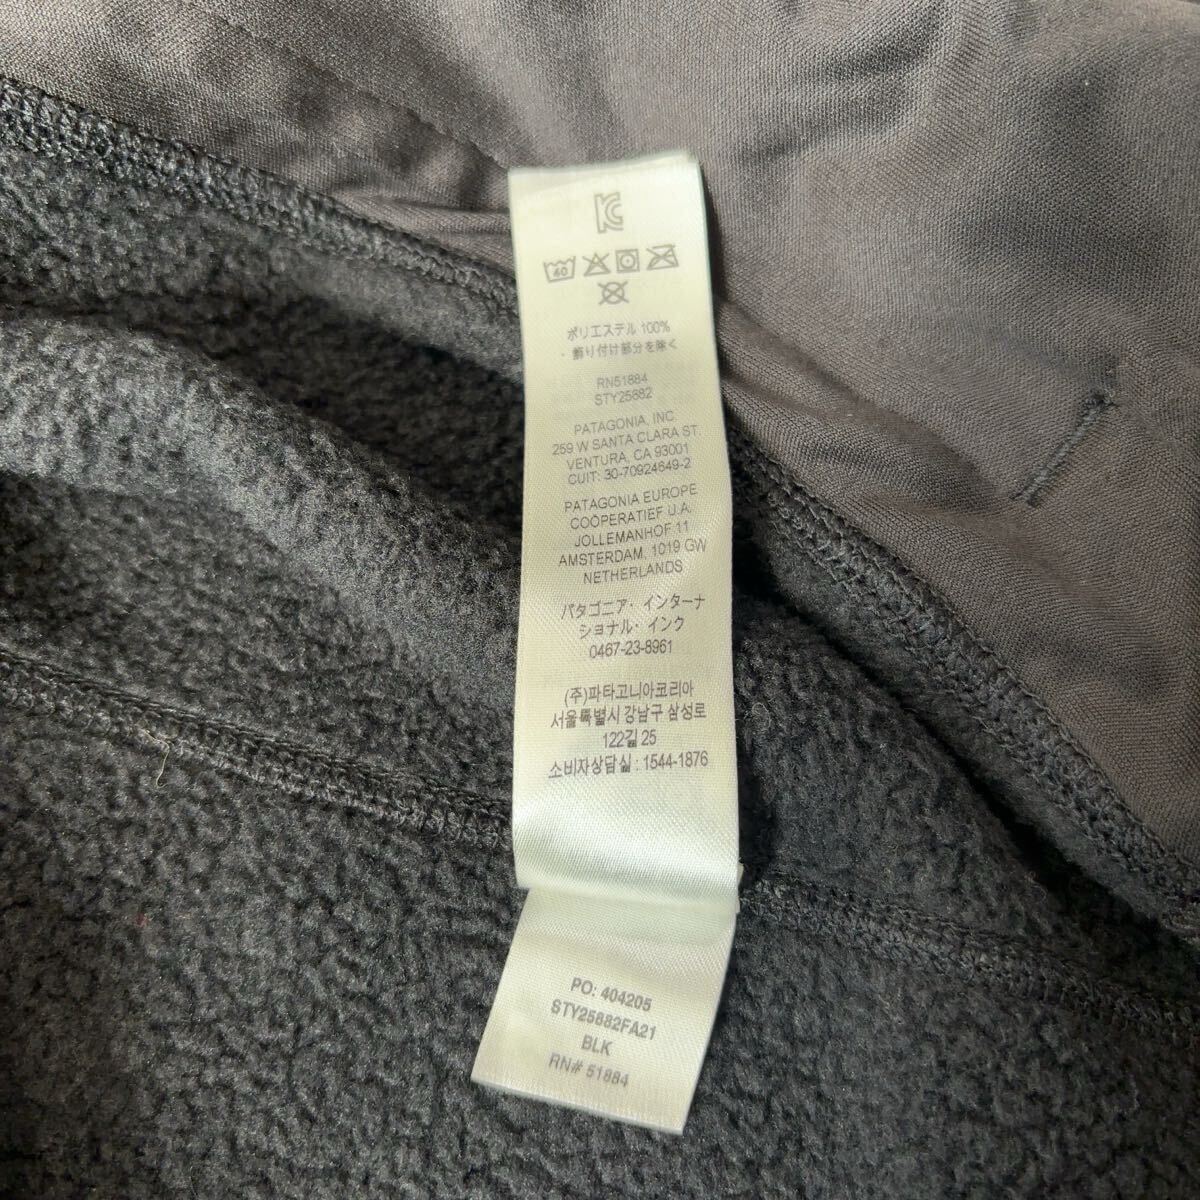 40
ポリエステル 100%
・飾り付け部分を除く
RN51884
STY25882
PATAGONIA, INC.
259 W SANTA CLARA ST.
VENTURA, CA 93001
CUIT: 30-70924649-2
PATAGONIA EUROPE
COÖPERATIEF U.A.
JOLLEMANHOF 11
AMSTERDAM, 1019 GW
NETHERLANDS
パタゴニア・インターナ
ショナル・インク
0467-23-8961
(주)파타고니아코리아
서울특별시 강남구 삼성로
122길 25
소비자상담실 : 1544-1876
PO: 404205
STY25882FA21
BLK
RN# 51884